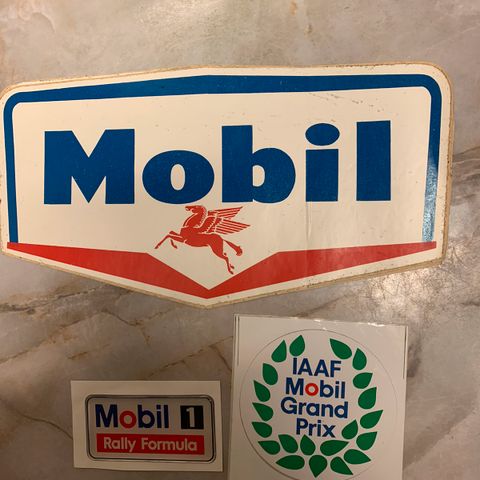 Mobil
Mobil 1
Rally Formula
IAAF
Mobil
Grand
Prix